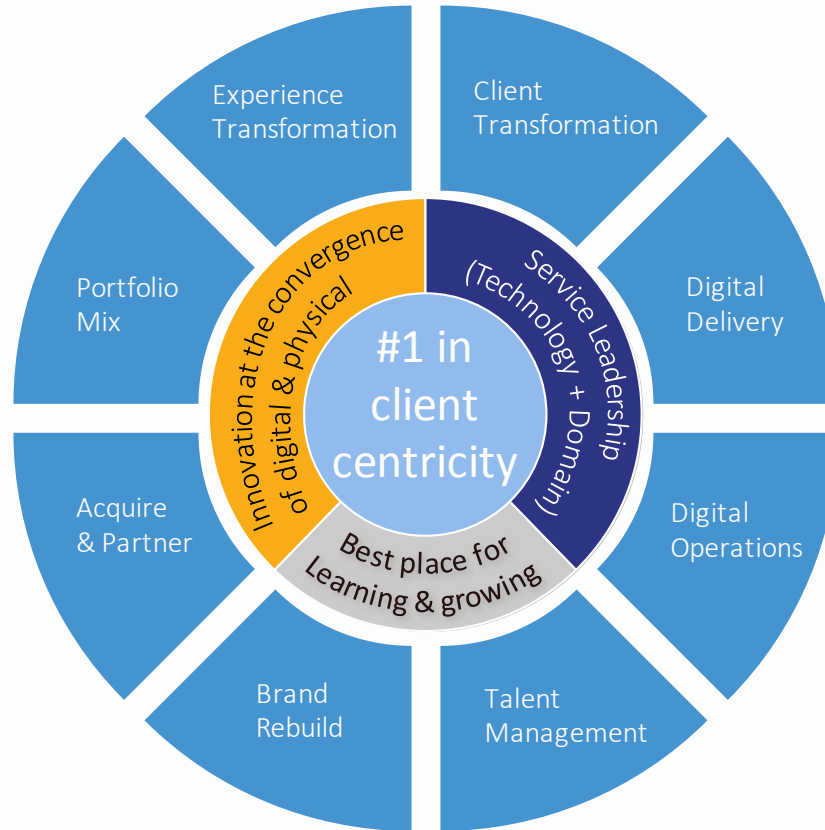 Experience
Transformation
Client
Transformation
Digital
Delivery
Digital
Operations
Talent
Management
Brand
Rebuild
Acquire
& Partner
Portfolio
Mix
Innovation at the convergence
of digital & physical
Service Leadership
(Technology + Domain)
Best place for
Learning & growing
#1 in
client
centricity